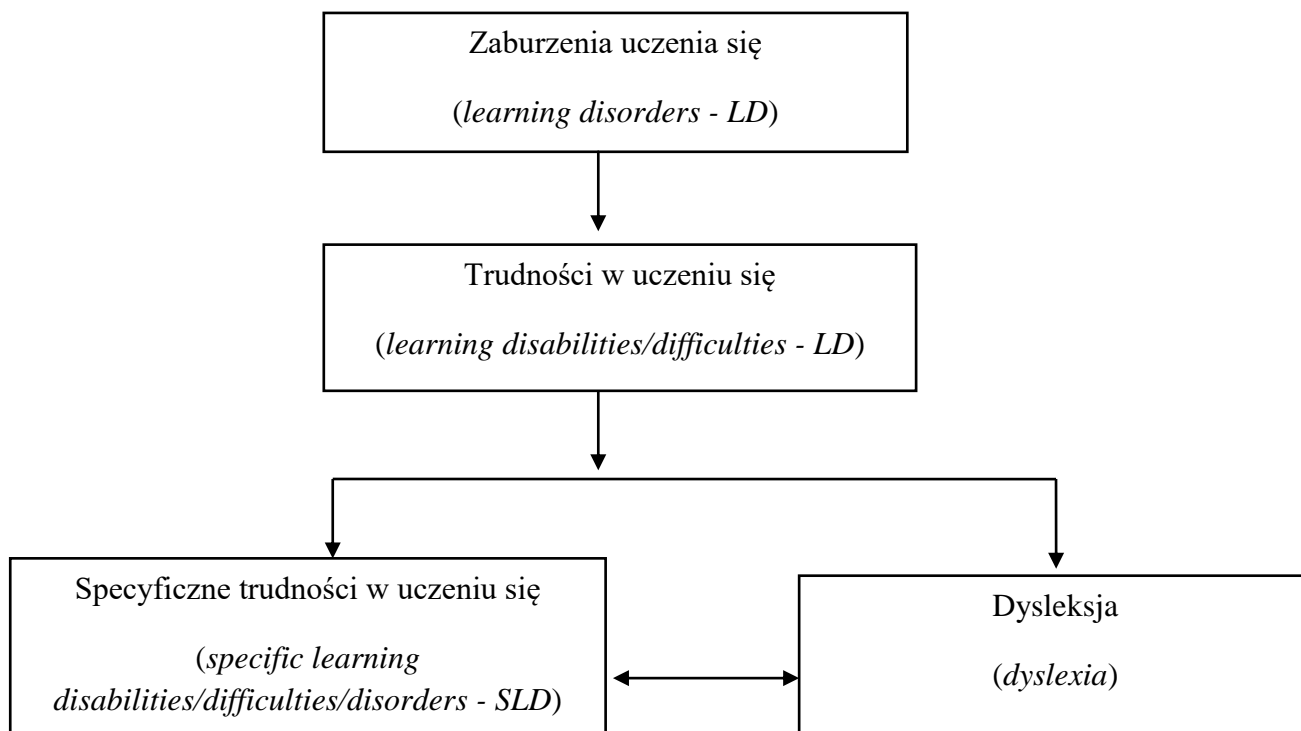 Zaburzenia uczenia się
(learning disorders - LD)
Trudności w uczeniu się
(learning disabilities/difficulties - LD)
Specyficzne trudności w uczeniu się
(specific learning
disabilities/difficulties/disorders - SLD)
Dysleksja
(dyslexia)